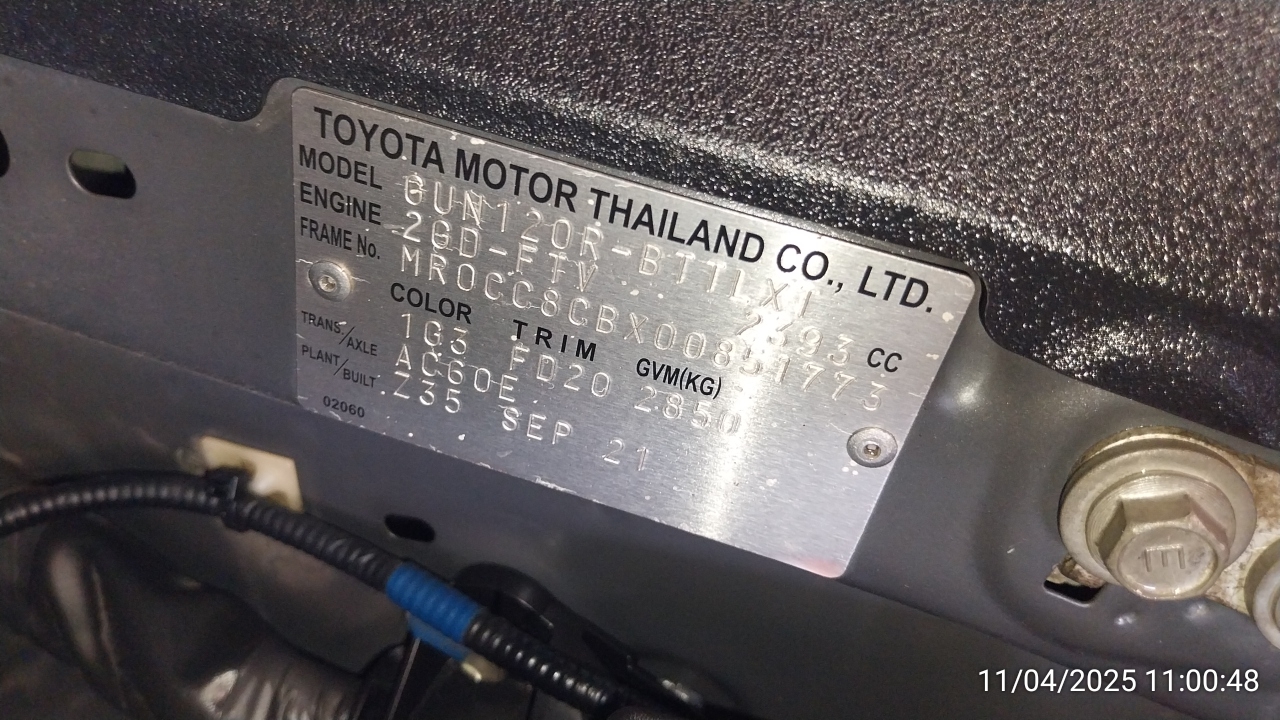 TOYOTA MOTOR THAILAND CO., LTD.
MODEL GUN120R-BTTLXT
ENGINE 2GD-FTV 2393 CC
FRAME No. MR0CC8CBX00851773
COLOR TRIM GVM(KG)
1G3 FD20 2850
TRANS/AXLE AC60E
PLANT/BUILT Z35 SEP 21
02060
11/04/2025 11:00:48